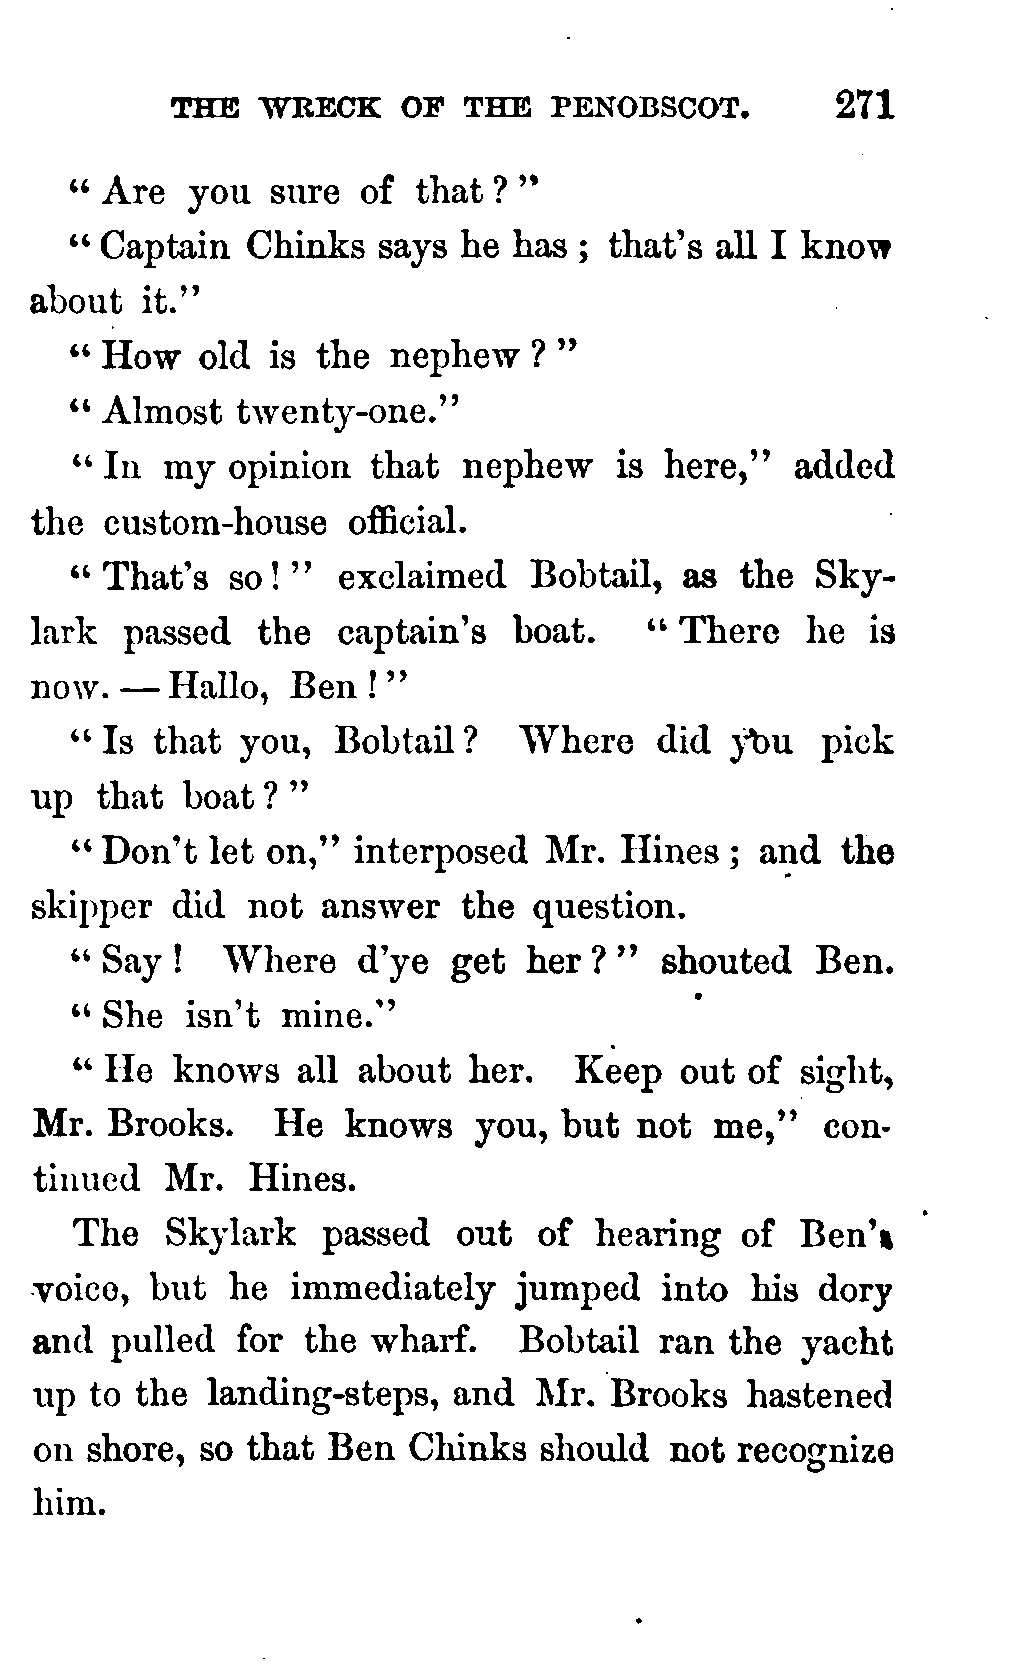 THE WRECK OF THE PENOBSCOT. 271
" Are you sure of that ? "
" Captain Chinks says he has ; that's all I know
about it."
" How old is the nephew ? "
" Almost twenty-one."
" In my opinion that nephew is here," added
the custom-house official.
" That's so ! " exclaimed Bobtail, as the Sky-
lark passed the captain's boat. " There he is
now. — Hallo, Ben ! "
" Is that you, Bobtail ? Where did you pick
up that boat ? "
" Don't let on," interposed Mr. Hines ; and the
skipper did not answer the question.
" Say ! Where d'ye get her ? " shouted Ben.
" She isn't mine."
" He knows all about her. Keep out of sight,
Mr. Brooks. He knows you, but not me," con-
tinued Mr. Hines.
The Skylark passed out of hearing of Ben's
voice, but he immediately jumped into his dory
and pulled for the wharf. Bobtail ran the yacht
up to the landing-steps, and Mr. Brooks hastened
on shore, so that Ben Chinks should not recognize
him.